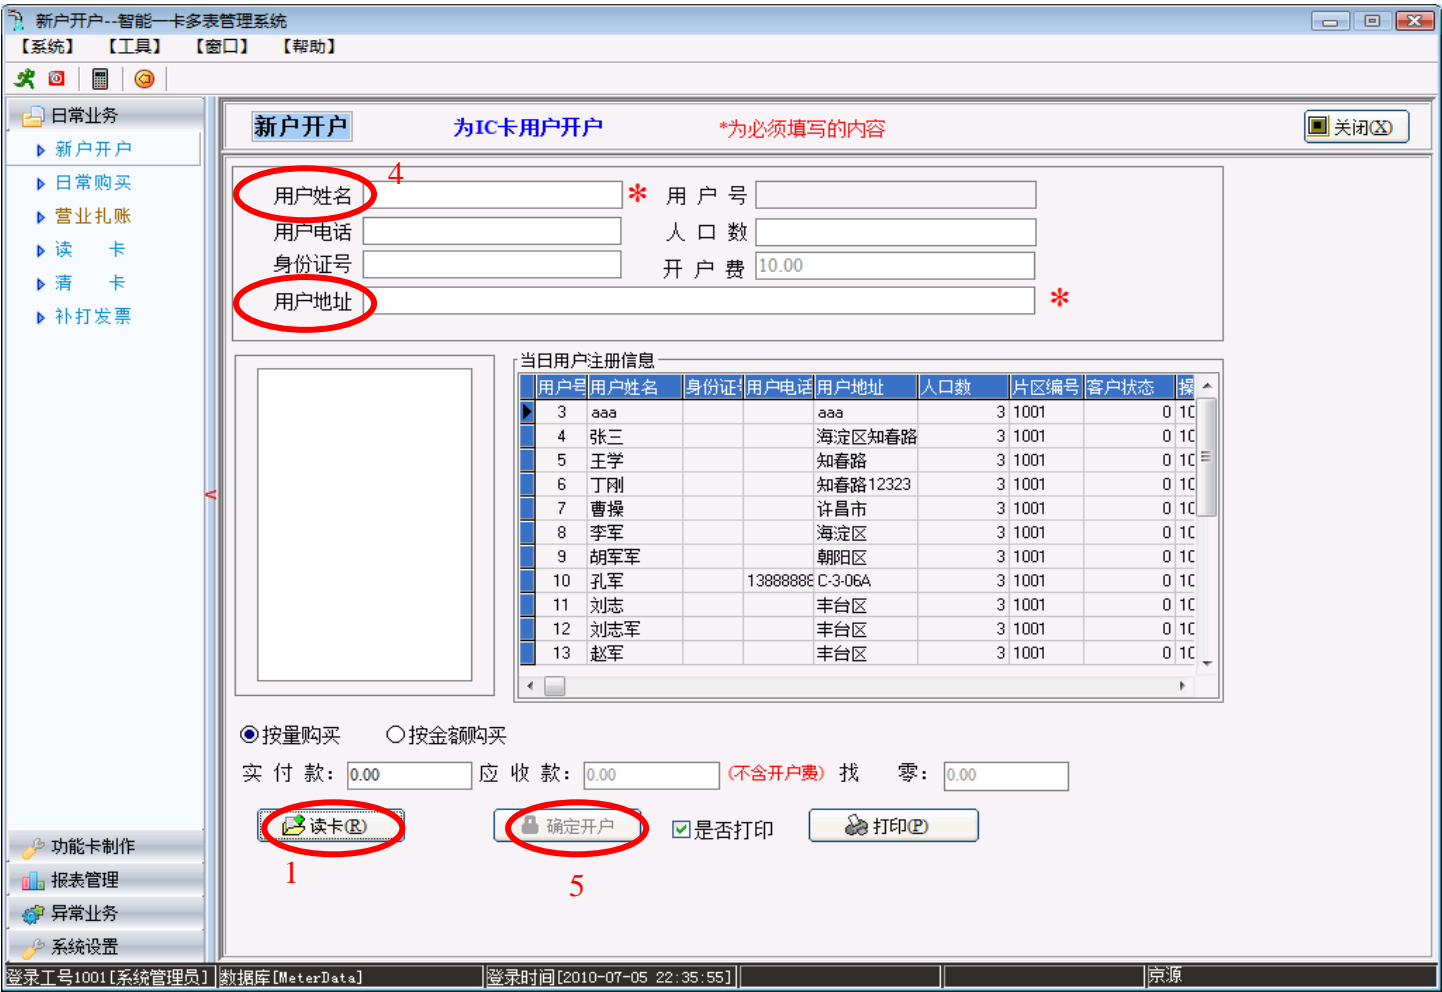 新户开户--智能一卡多表管理系统
【系统】 【工具】 【窗口】 【帮助】
日常业务
新户开户
日常购买
营业扎账
读 卡
清 卡
补打发票
功能卡制作
报表管理
异常业务
系统设置
<
新户开户 为IC卡用户开户 *为必须填写的内容 关闭(X)
4
用户姓名 * 用 户 号
用户电话 人 口 数
身份证号 开 户 费 10.00
用户地址 *
当日用户注册信息
用户号 用户姓名 身份证号 用户电话 用户地址 人口数 片区编号 客户状态 操
3 aaa aaa 3 1001 0 10
4 张三 海淀区知春路 3 1001 0 10
5 王学 知春路 3 1001 0 10
6 丁刚 知春路12323 3 1001 0 10
7 曹操 许昌市 3 1001 0 10
8 李军 海淀区 3 1001 0 10
9 胡军军 朝阳区 3 1001 0 10
10 孔军 13888888 C-3-06A 3 1001 0 10
11 刘志 丰台区 3 1001 0 10
12 刘志军 丰台区 3 1001 0 10
13 赵军 丰台区 3 1001 0 10
按量购买 按金额购买
实 付 款: 0.00 应 收 款: 0.00 (不含开户费) 找 零: 0.00
读卡(R) 确定开户 是否打印 打印(P)
1 5
登录工号1001[系统管理员] 数据库[MeterData] 登录时间[2010-07-05 22:35:55] 京源